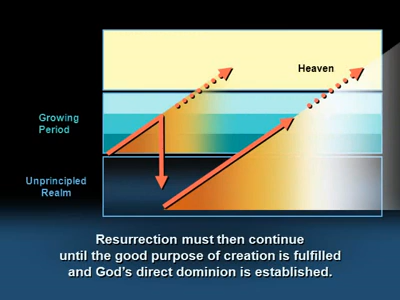 Heaven
Growing
Period
Unprincipled
Realm
Resurrection must then continue
until the good purpose of creation is fulfilled
and God's direct dominion is established.